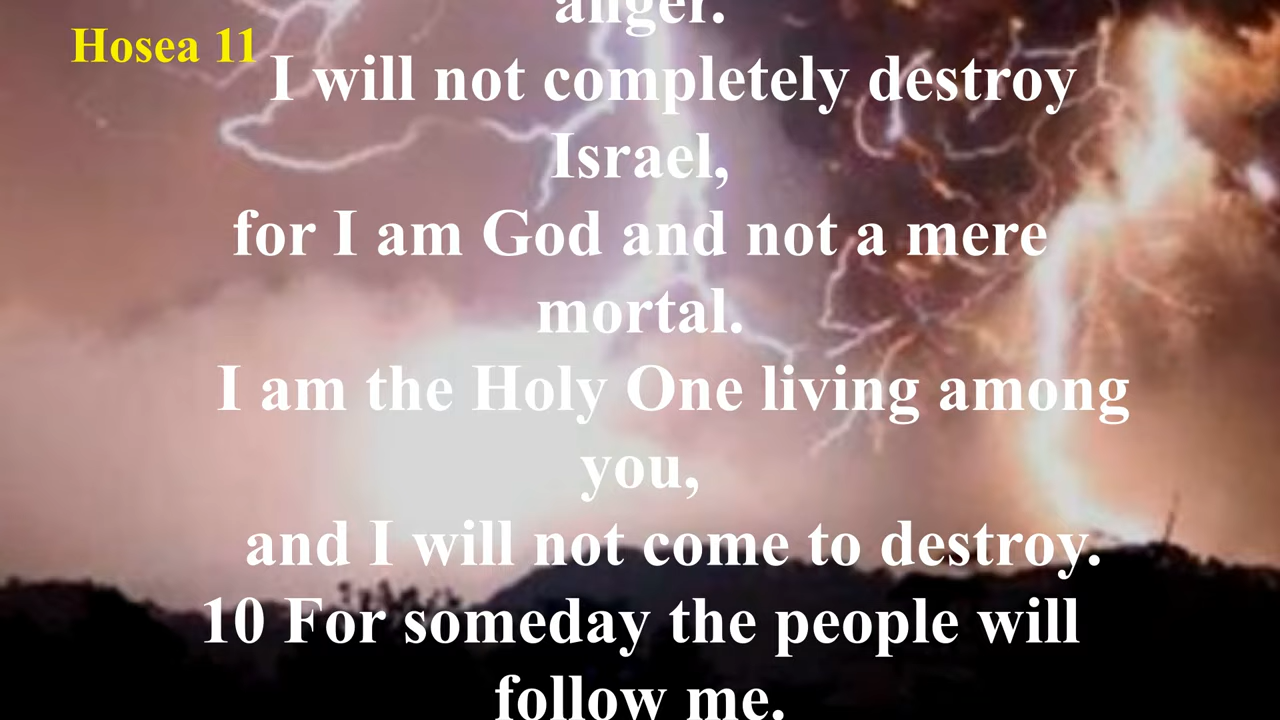 anger.
Hosea 11
I will not completely destroy
Israel,
for I am God and not a mere
mortal.
I am the Holy One living among
you,
and I will not come to destroy.
10 For someday the people will
follow me.